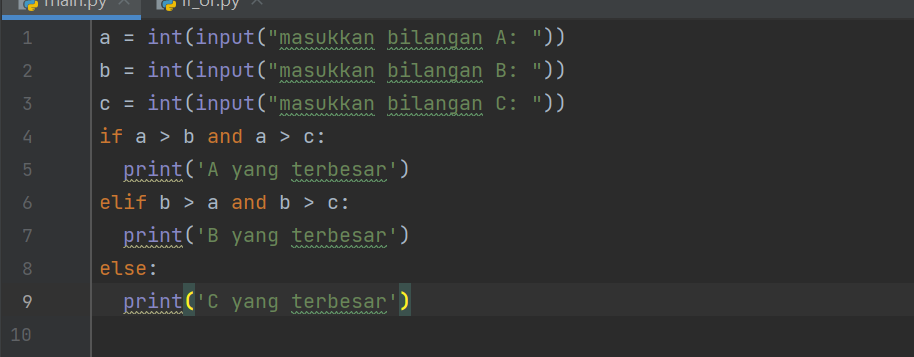 main.py
if_or.py
1 a = int(input("masukkan bilangan A: "))
2 b = int(input("masukkan bilangan B: "))
3 c = int(input("masukkan bilangan C: "))
4 if a > b and a > c:
5 print('A yang terbesar')
6 elif b > a and b > c:
7 print('B yang terbesar')
8 else:
9 print('C yang terbesar')
10